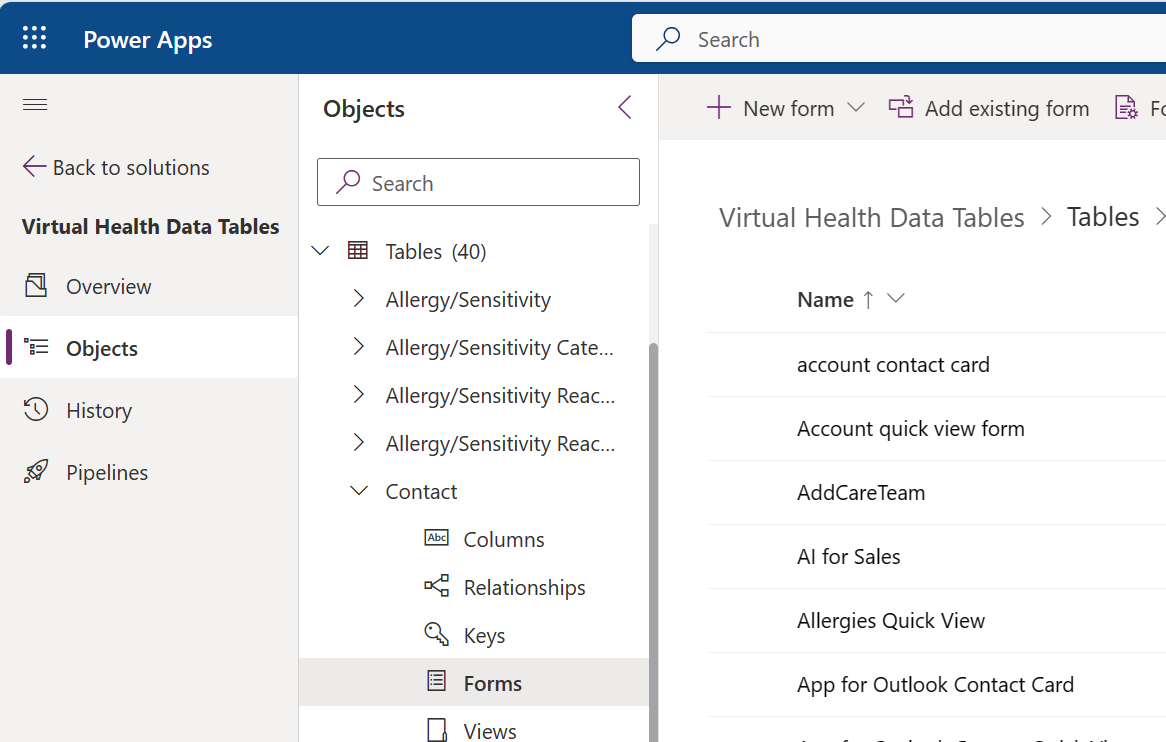 Power Apps
Search
Back to solutions
Virtual Health Data Tables
Overview
Objects
History
Pipelines
Objects
Search
Tables (40)
Allergy/Sensitivity
Allergy/Sensitivity Cate...
Allergy/Sensitivity Reac...
Allergy/Sensitivity Reac...
Contact
Abc Columns
Relationships
Keys
Forms
Views
New form
Add existing form
Virtual Health Data Tables > Tables >
Name ↑
account contact card
Account quick view form
AddCareTeam
AI for Sales
Allergies Quick View
App for Outlook Contact Card